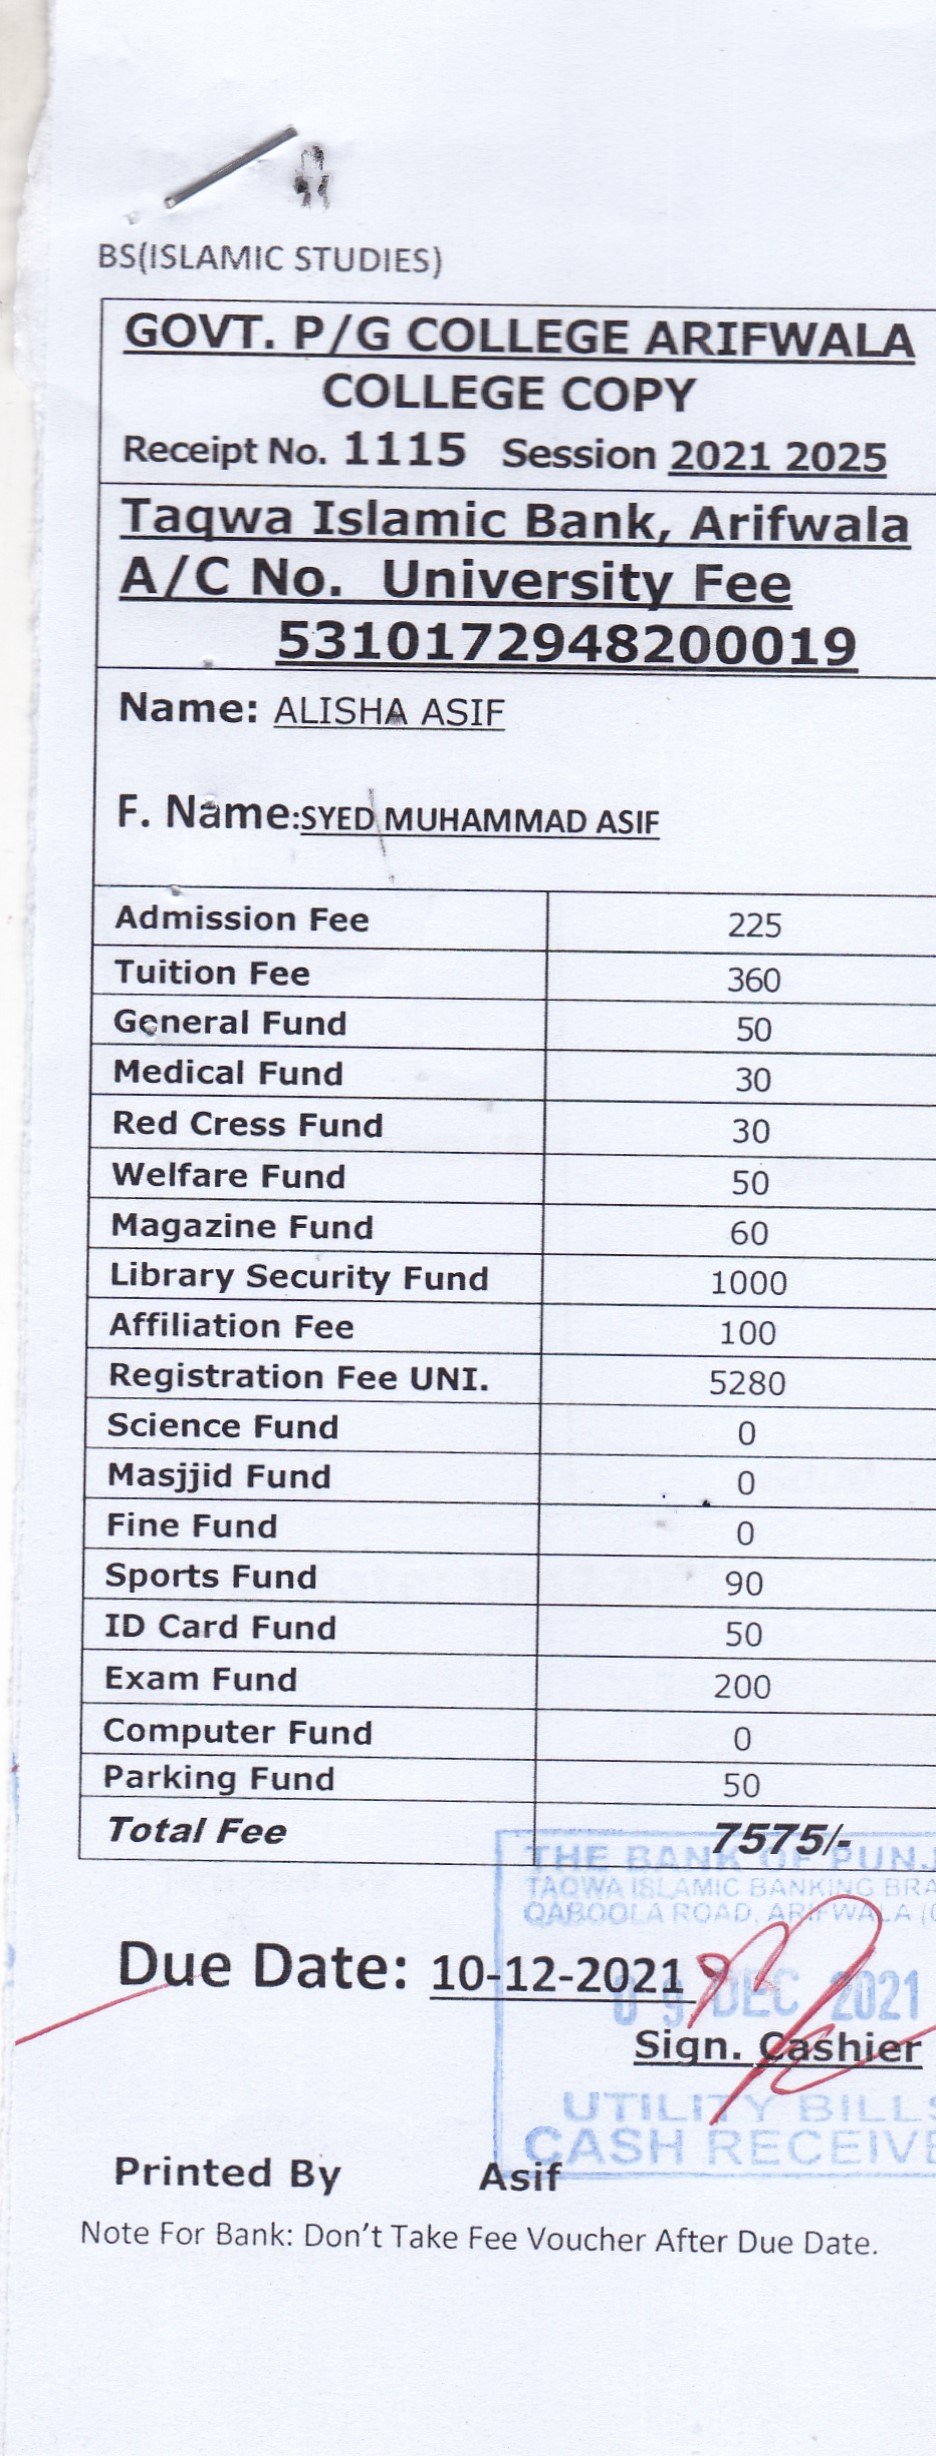 BS(ISLAMIC STUDIES)
GOVT. P/G COLLEGE ARIFWALA
COLLEGE COPY
Receipt No. 1115 Session 2021 2025
Taqwa Islamic Bank, Arifwala
A/C No. University Fee
5310172948200019
Name: ALISHA ASIF
F. Name:SYED MUHAMMAD ASIF
Admission Fee 225
Tuition Fee 360
General Fund 50
Medical Fund 30
Red Cress Fund 30
Welfare Fund 50
Magazine Fund 60
Library Security Fund 1000
Affiliation Fee 100
Registration Fee UNI. 5280
Science Fund 0
Masjjid Fund 0
Fine Fund 0
Sports Fund 90
ID Card Fund 50
Exam Fund 200
Computer Fund 0
Parking Fund 50
Total Fee 7575/-
THE BANK OF PUNJ
TAQWA ISLAMIC BANKING BRA
QABOOLA ROAD, ARIFWALA (
Due Date: 10-12-2021
09 DEC 2021
Sign. Cashier
UTILITY BILLS
CASH RECEIVE
Printed By Asif
Note For Bank: Don't Take Fee Voucher After Due Date.